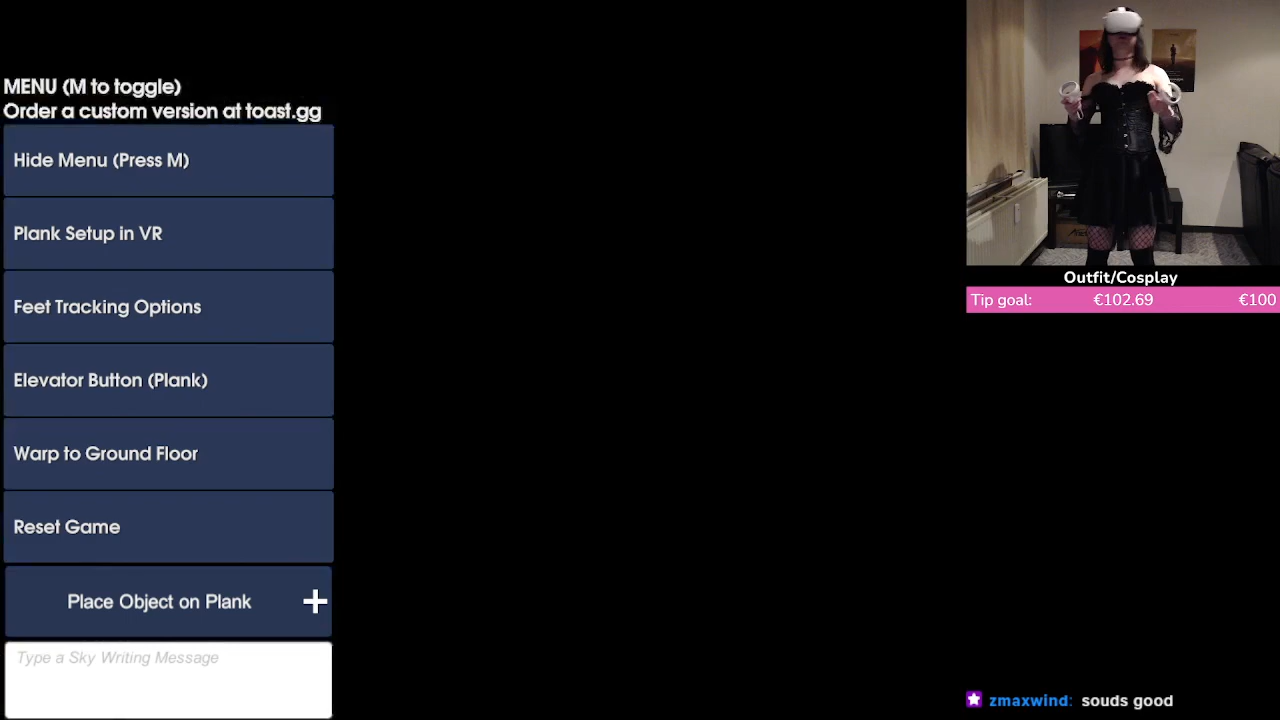 MENU (M to toggle)
Order a custom version at toast.gg
Hide Menu (Press M)
Plank Setup in VR
Feet Tracking Options
Elevator Button (Plank)
Warp to Ground Floor
Reset Game
Place Object on Plank +
Type a Sky Writing Message
Outfit/Cosplay
Tip goal: €102.69 €100
zmaxwind: souds good